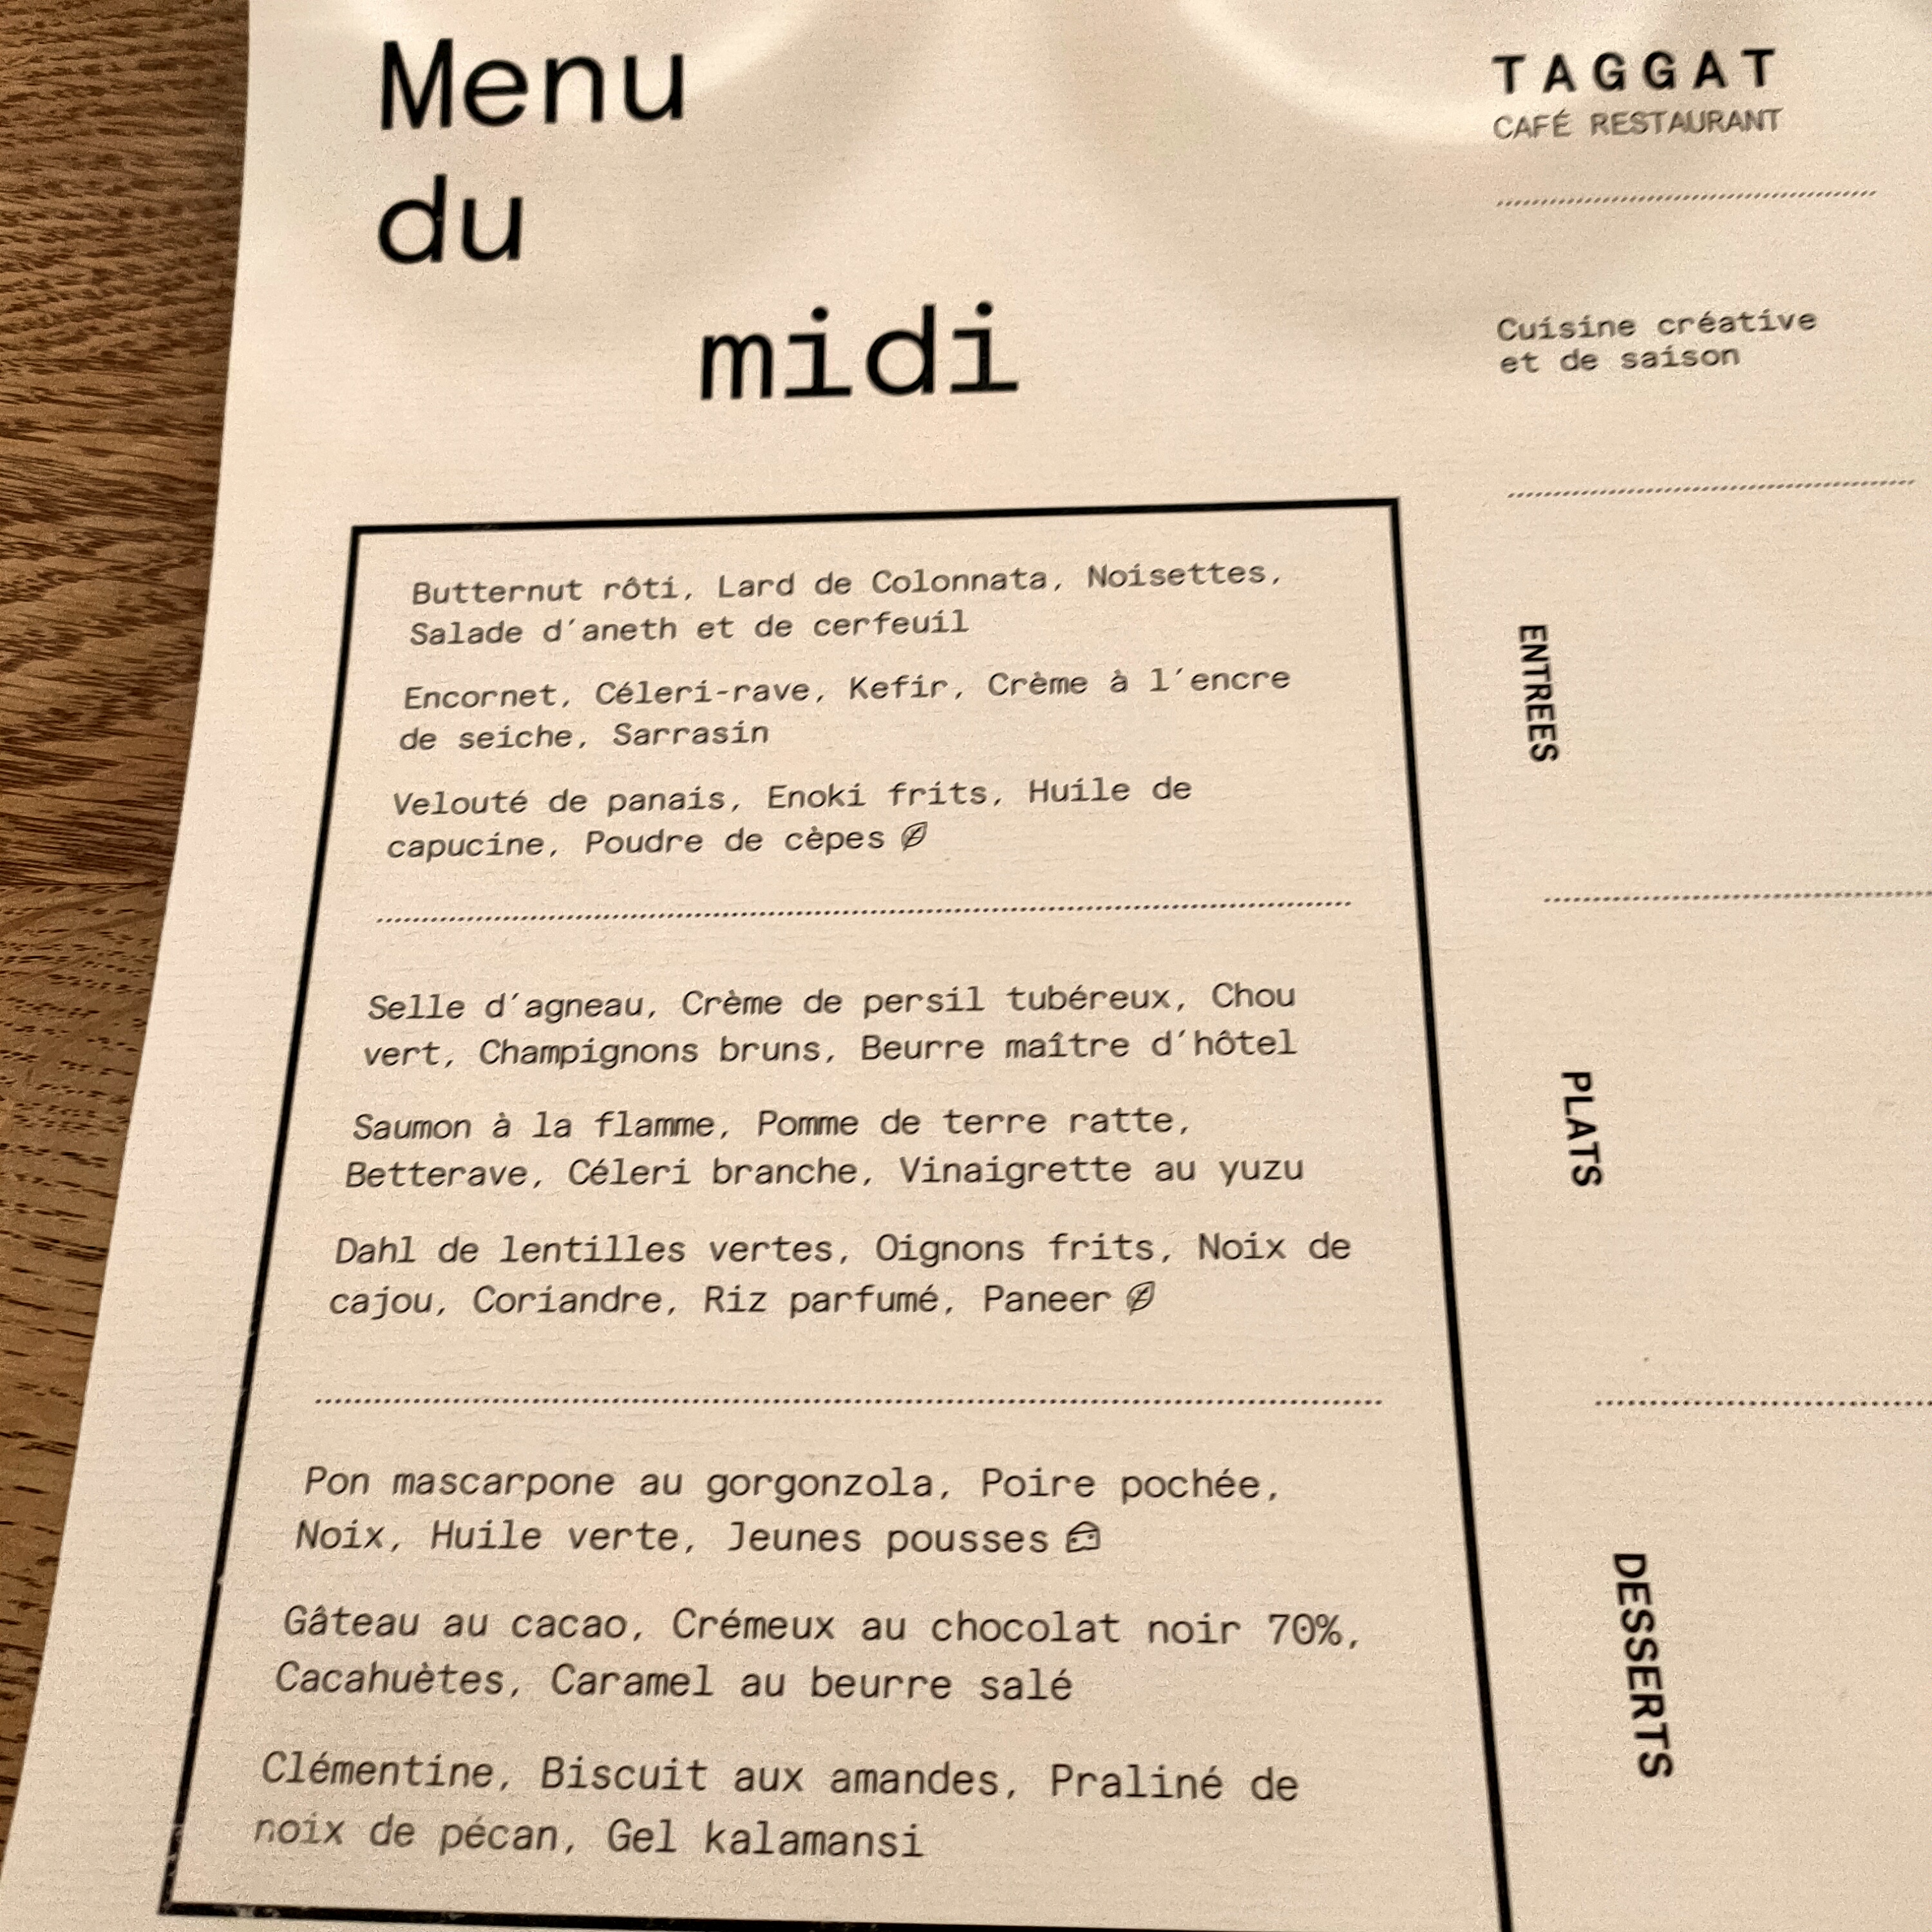 Menu
du
midi
TAGGAT
CAFÉ RESTAURANT
Cuisine créative
et de saison
ENTREES
Butternut rôti, Lard de Colonnata, Noisettes,
Salade d'aneth et de cerfeuil
Encornet, Céleri-rave, Kefir, Crème à l'encre
de seiche, Sarrasin
Velouté de panais, Enoki frits, Huile de
capucine, Poudre de cèpes
PLATS
Selle d'agneau, Crème de persil tubéreux, Chou
vert, Champignons bruns, Beurre maître d'hôtel
Saumon à la flamme, Pomme de terre ratte,
Betterave, Céleri branche, Vinaigrette au yuzu
Dahl de lentilles vertes, Oignons frits, Noix de
cajou, Coriandre, Riz parfumé, Paneer
DESSERTS
Pon mascarpone au gorgonzola, Poire pochée,
Noix, Huile verte, Jeunes pousses
Gâteau au cacao, Crémeux au chocolat noir 70%,
Cacahuètes, Caramel au beurre salé
Clémentine, Biscuit aux amandes, Praliné de
noix de pécan, Gel kalamansi